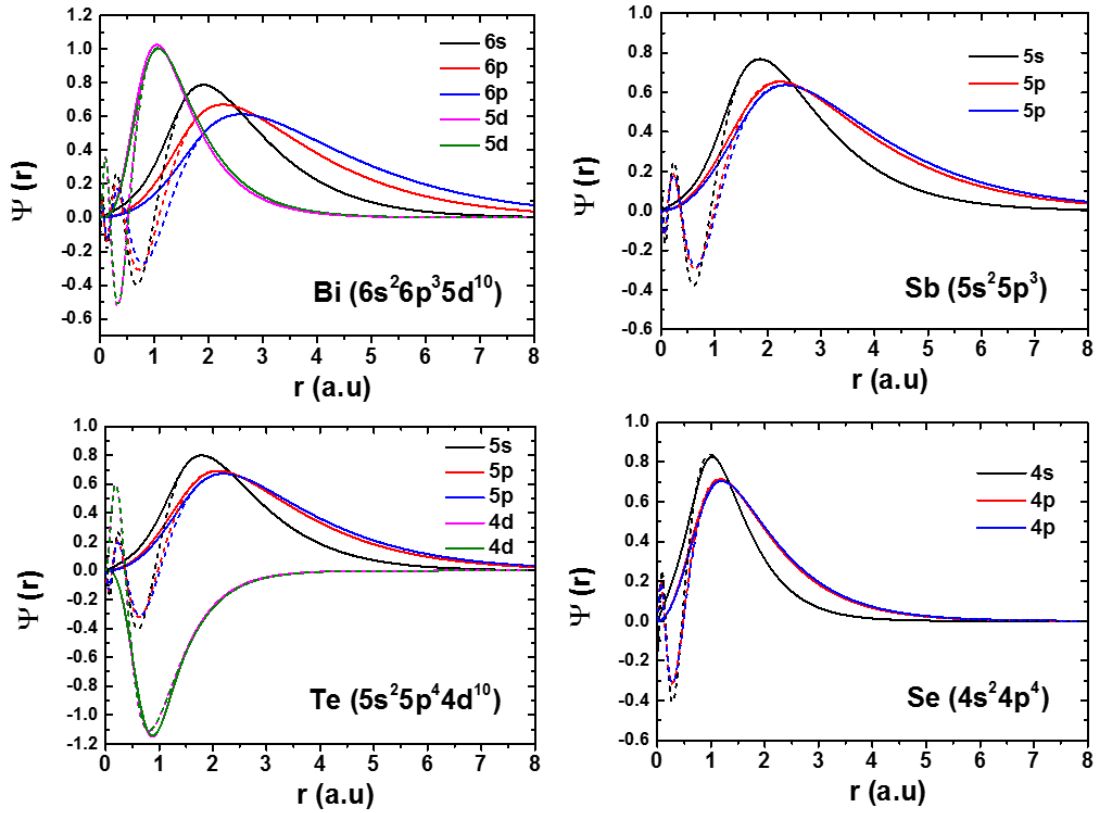 1.2
1.0
0.8
0.6
0.4
0.2
0.0
-0.2
-0.4
-0.6
Ψ (r)
6s
6p
6p
5d
5d
Bi (6s²6p³5d¹⁰)
0 1 2 3 4 5 6 7 8
r (a.u)
1.0
0.8
0.6
0.4
0.2
0.0
-0.2
-0.4
-0.6
Ψ (r)
5s
5p
5p
Sb (5s²5p³)
0 1 2 3 4 5 6 7 8
r (a.u)
1.0
0.8
0.6
0.4
0.2
0.0
-0.2
-0.4
-0.6
-0.8
-1.0
-1.2
Ψ (r)
5s
5p
5p
4d
4d
Te (5s²5p⁴4d¹⁰)
0 1 2 3 4 5 6 7 8
r (a.u)
1.0
0.8
0.6
0.4
0.2
0.0
-0.2
-0.4
-0.6
Ψ (r)
4s
4p
4p
Se (4s²4p⁴)
0 1 2 3 4 5 6 7 8
r (a.u)